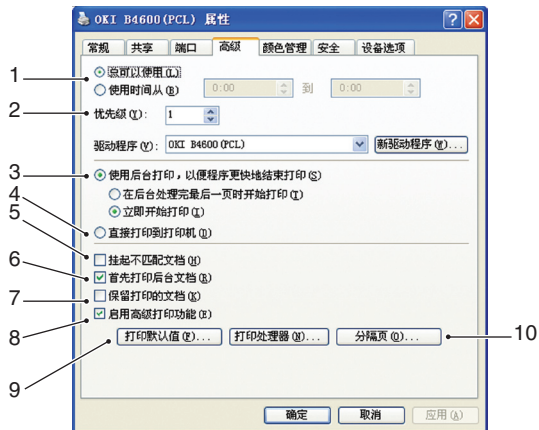 OKI B4600(PCL) 属性
常规 共享 端口 高级 颜色管理 安全 设备选项
1
总可以使用(L)
使用时间从(B) 0:00 到 0:00
2
优先级(Y): 1
驱动程序(V): OKI B4600(PCL) 新驱动程序(W)...
3
使用后台打印，以便程序更快地结束打印(S)
在后台处理完最后一页时开始打印(T)
立即开始打印(I)
4
直接打印到打印机(D)
5
挂起不匹配文档(H)
6
首先打印后台文档(R)
7
保留打印的文档(K)
8
启用高级打印功能(E)
打印默认值(F)... 打印处理器(N)... 分隔页(O)...
9
10
确定 取消 应用(A)